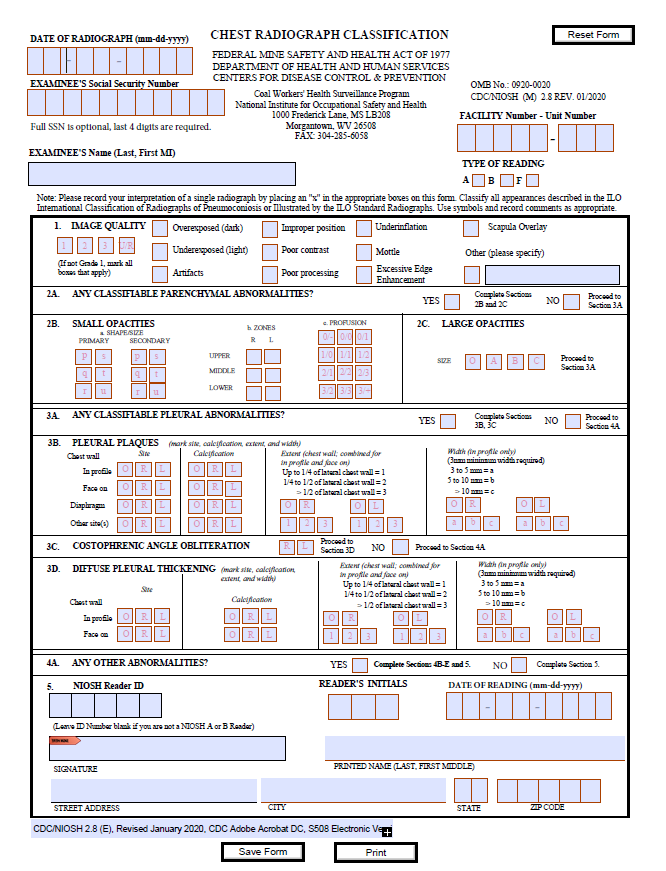 CHEST RADIOGRAPH CLASSIFICATION
Reset Form
DATE OF RADIOGRAPH (mm-dd-yyyy)
- -
FEDERAL MINE SAFETY AND HEALTH ACT OF 1977
DEPARTMENT OF HEALTH AND HUMAN SERVICES
CENTERS FOR DISEASE CONTROL & PREVENTION
EXAMINEE'S Social Security Number
Full SSN is optional, last 4 digits are required.
Coal Workers' Health Surveillance Program
National Institute for Occupational Safety and Health
1000 Frederick Lane, MS LB208
Morgantown, WV 26508
FAX: 304-285-6058
OMB No.: 0920-0020
CDC/NIOSH (M) 2.8 REV. 01/2020
FACILITY Number - Unit Number
-
EXAMINEE'S Name (Last, First MI)
TYPE OF READING
A B F
Note: Please record your interpretation of a single radiograph by placing an "x" in the appropriate boxes on this form. Classify all appearances described in the ILO
International Classification of Radiographs of Pneumoconiosis or Illustrated by the ILO Standard Radiographs. Use symbols and record comments as appropriate.
1. IMAGE QUALITY
1 2 3 U/R
(If not Grade 1, mark all
boxes that apply)
Overexposed (dark)
Improper position
Underinflation
Scapula Overlay
Underexposed (light)
Poor contrast
Mottle
Other (please specify)
Artifacts
Poor processing
Excessive Edge
Enhancement
2A. ANY CLASSIFIABLE PARENCHYMAL ABNORMALITIES?
YES
Complete Sections
2B and 2C
NO
Proceed to
Section 3A
2B. SMALL OPACITIES
a. SHAPE/SIZE
PRIMARY SECONDARY
p s p s
q t q t
r u r u
b. ZONES
R L
UPPER
MIDDLE
LOWER
c. PROFUSION
0/- 0/0 0/1
1/0 1/1 1/2
2/1 2/2 2/3
3/2 3/3 3/+
2C. LARGE OPACITIES
SIZE O A B C
Proceed to
Section 3A
3A. ANY CLASSIFIABLE PLEURAL ABNORMALITIES?
YES
Complete Sections
3B, 3C
NO
Proceed to
Section 4A
3B. PLEURAL PLAQUES (mark site, calcification, extent, and width)
Chest wall
Site
Calcification
In profile O R L O R L
Face on O R L O R L
Diaphragm O R L O R L
Other site(s) O R L O R L
Extent (chest wall; combined for
in profile and face on)
Up to 1/4 of lateral chest wall = 1
1/4 to 1/2 of lateral chest wall = 2
> 1/2 of lateral chest wall = 3
O R O L
1 2 3 1 2 3
Width (in profile only)
(3mm minimum width required)
3 to 5 mm = a
5 to 10 mm = b
> 10 mm = c
O R O L
a b c a b c
3C. COSTOPHRENIC ANGLE OBLITERATION
R L
Proceed to
Section 3D
NO
Proceed to Section 4A
3D. DIFFUSE PLEURAL THICKENING (mark site, calcification,
extent, and width)
Site
Calcification
Chest wall
In profile O R L O R L
Face on O R L O R L
Extent (chest wall; combined for
in profile and face on)
Up to 1/4 of lateral chest wall = 1
1/4 to 1/2 of lateral chest wall = 2
> 1/2 of lateral chest wall = 3
O R O L
1 2 3 1 2 3
Width (in profile only)
(3mm minimum width required)
3 to 5 mm = a
5 to 10 mm = b
> 10 mm = c
O R O L
a b c a b c
4A. ANY OTHER ABNORMALITIES?
YES
Complete Sections 4B-E and 5.
NO
Complete Section 5.
5. NIOSH Reader ID
READER'S INITIALS
DATE OF READING (mm-dd-yyyy)
- -
(Leave ID Number blank if you are not a NIOSH A or B Reader)
SIGNATURE
PRINTED NAME (LAST, FIRST MIDDLE)
STREET ADDRESS
CITY
STATE
ZIP CODE
CDC/NIOSH 2.8 (E), Revised January 2020, CDC Adobe Acrobat DC, S508 Electronic Ve
Save Form
Print